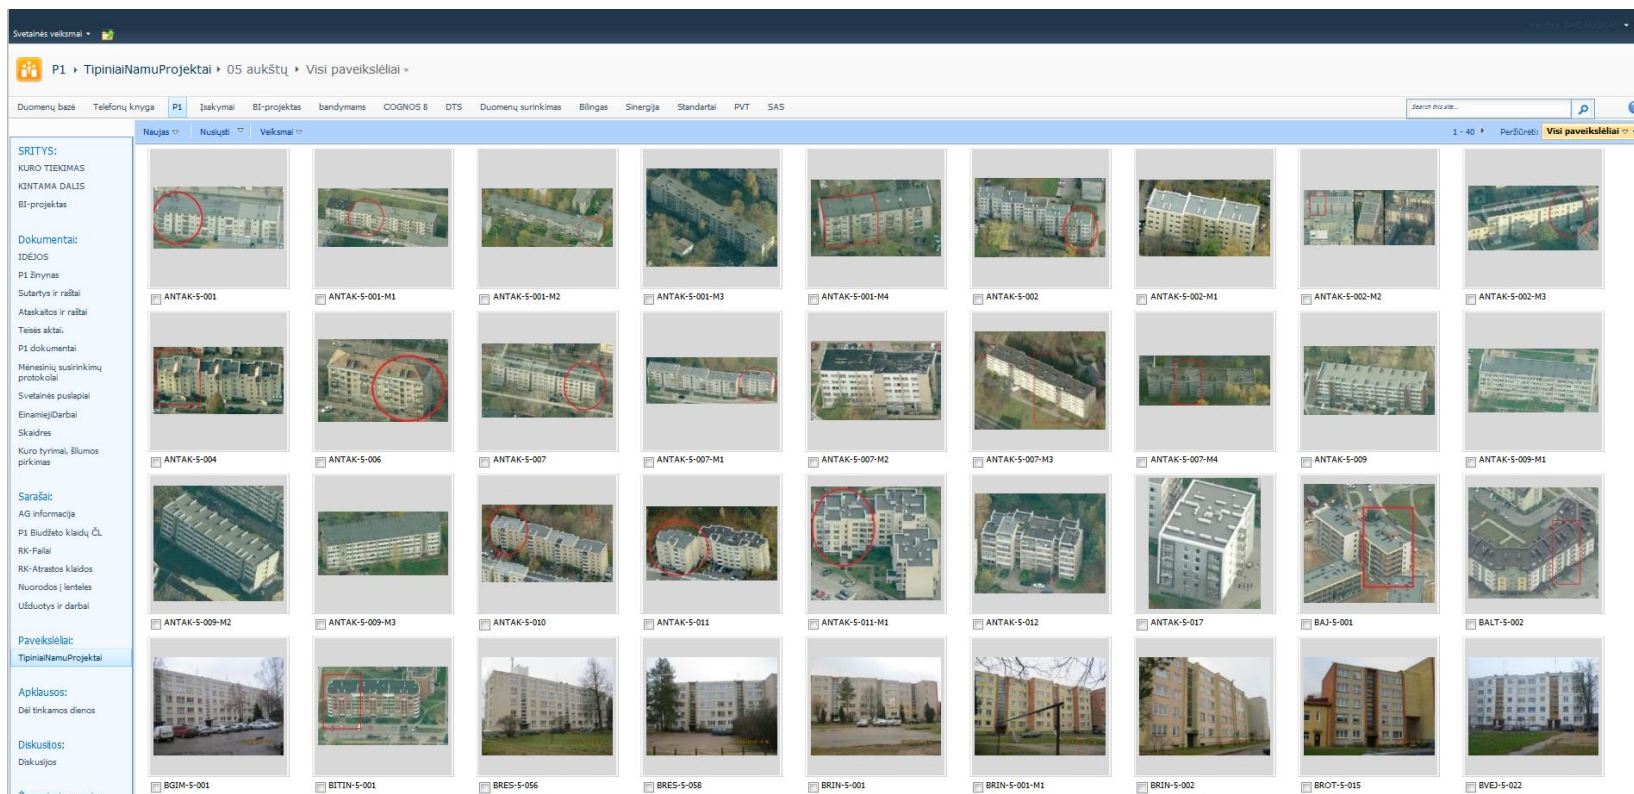 Svetainės veiksmai
P1 ▸ TipiniaiNamuProjektai ▸ 05 aukštų ▸ Visi paveikslėliai
Duomenų bazė Telefonų knyga P1 Įsakymai BI-projektas bandymams COGNOS 8 DTS Duomenų surinkimas Bilingas Sinergija Standartai PVT SAS
Search this site...
Naujas Nusiųsti Veiksmai 1 - 40 Peržiūrėti: Visi paveikslėliai
SRITYS:
KURO TIEKIMAS
KINTAMA DALIS
BI-projektas
Dokumentai:
IDĖJOS
P1 žinynas
Sutartys ir raštai
Ataskaitos ir raštai
Teisės aktai.
P1 dokumentai
Mėnesinių susirinkimų
protokolai
Svetainės puslapiai
EinamiejiDarbai
Skaidres
Kuro tyrimai, šilumos
pirkimas
Sarašai:
AG informacija
P1 Biudžeto klaidų ČL
RK-Failai
RK-Atrastos klaidos
Nuorodos į lenteles
Užduotys ir darbai
Paveikslėliai:
TipiniaiNamuProjektai
Apklausos:
Dėl tinkamos dienos
Diskusijos:
Diskusijos
ANTAK-5-001 ANTAK-5-001-M1 ANTAK-5-001-M2 ANTAK-5-001-M3 ANTAK-5-001-M4 ANTAK-5-002 ANTAK-5-002-M1 ANTAK-5-002-M2 ANTAK-5-002-M3
ANTAK-5-004 ANTAK-5-006 ANTAK-5-007 ANTAK-5-007-M1 ANTAK-5-007-M2 ANTAK-5-007-M3 ANTAK-5-007-M4 ANTAK-5-009 ANTAK-5-009-M1
ANTAK-5-009-M2 ANTAK-5-009-M3 ANTAK-5-010 ANTAK-5-011 ANTAK-5-011-M1 ANTAK-5-012 ANTAK-5-017 BAJ-5-001 BALT-5-002
BGIM-5-001 BITIN-5-001 BRES-5-056 BRES-5-058 BRIN-5-001 BRIN-5-001-M1 BRIN-5-002 BROT-5-015 BVEJ-5-022